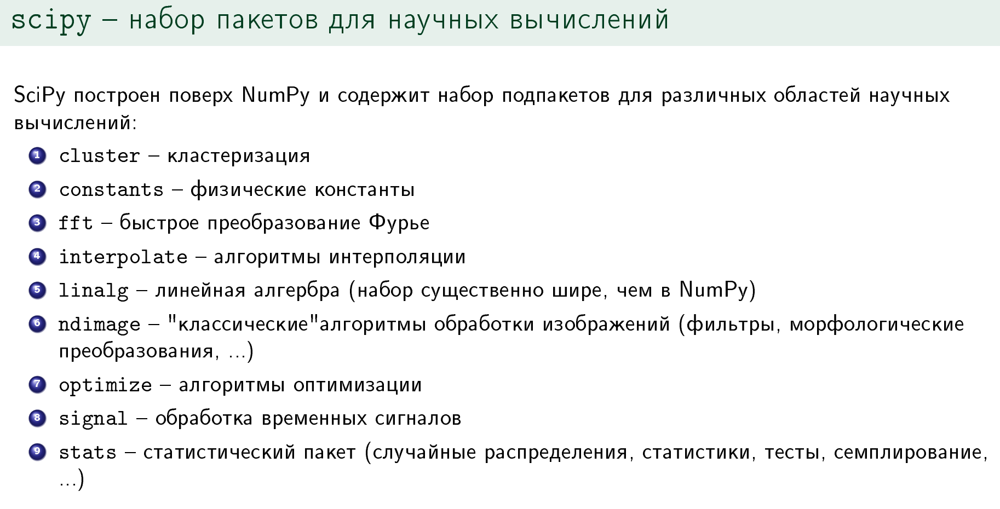 scipy – набор пакетов для научных вычислений
SciPy построен поверх NumPy и содержит набор подпакетов для различных областей научных
вычислений:
1 cluster – кластеризация
2 constants – физические константы
3 fft – быстрое преобразование Фурье
4 interpolate – алгоритмы интерполяции
5 linalg – линейная алгербра (набор существенно шире, чем в NumPy)
6 ndimage – "классические"алгоритмы обработки изображений (фильтры, морфологические
преобразования, ...)
7 optimize – алгоритмы оптимизации
8 signal – обработка временных сигналов
9 stats – статистический пакет (случайные распределения, статистики, тесты, семплирование,
...)